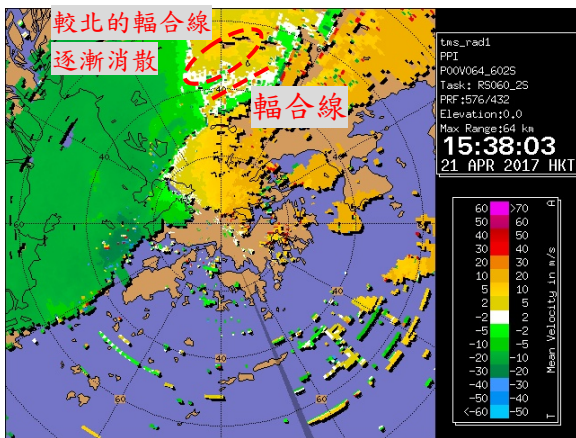 較北的輻合線
逐漸消散
輻合線
tms_rad1
PPI
P00V064_602S
Task: RS060_2S
PRF:576/432
Elevation:0.0
Max Range:64 km
15:38:03
21 APR 2017 HKT
60 >70
50 60
40 50
30 40
20 30
10 20
5 10
2 5
-2 2
-5 -2
-10 -5
-20 -10
-30 -20
-40 -30
-50 -40
<-60 -50
A
Mean Velocity in m/s
T
60
40
60
40
60